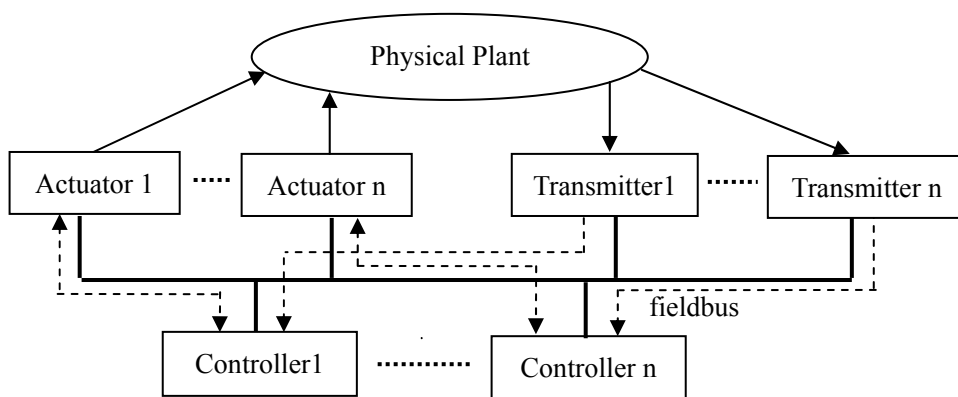 Physical Plant
Actuator 1
Actuator n
Transmitter1
Transmitter n
fieldbus
Controller1
Controller n